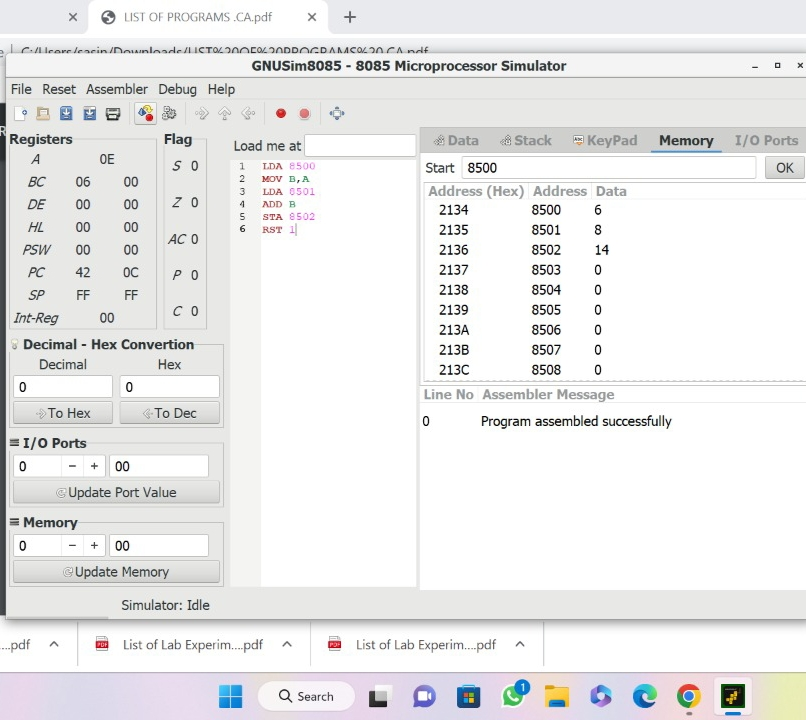 LIST OF PROGRAMS .CA.pdf
C:/Users/sasin/Downloads/LIST%20OF%20PROGRAMS%20.CA.pdf
GNUSim8085 - 8085 Microprocessor Simulator
File Reset Assembler Debug Help
Registers
A 0E
BC 06 00
DE 00 00
HL 00 00
PSW 00 00
PC 42 0C
SP FF FF
Int-Reg 00
Flag
S 0
Z 0
AC 0
P 0
C 0
Decimal - Hex Convertion
Decimal Hex
0 0
To Hex To Dec
I/O Ports
0 - + 00
Update Port Value
Memory
0 - + 00
Update Memory
Load me at
1 LDA 8500
2 MOV B,A
3 LDA 8501
4 ADD B
5 STA 8502
6 RST 1
Data Stack KeyPad Memory I/O Ports
Start 8500 OK
Address (Hex) Address Data
2134 8500 6
2135 8501 8
2136 8502 14
2137 8503 0
2138 8504 0
2139 8505 0
213A 8506 0
213B 8507 0
213C 8508 0
Line No Assembler Message
0 Program assembled successfully
Simulator: Idle
...pdf
List of Lab Experim....pdf
List of Lab Experim....pdf
Search
1